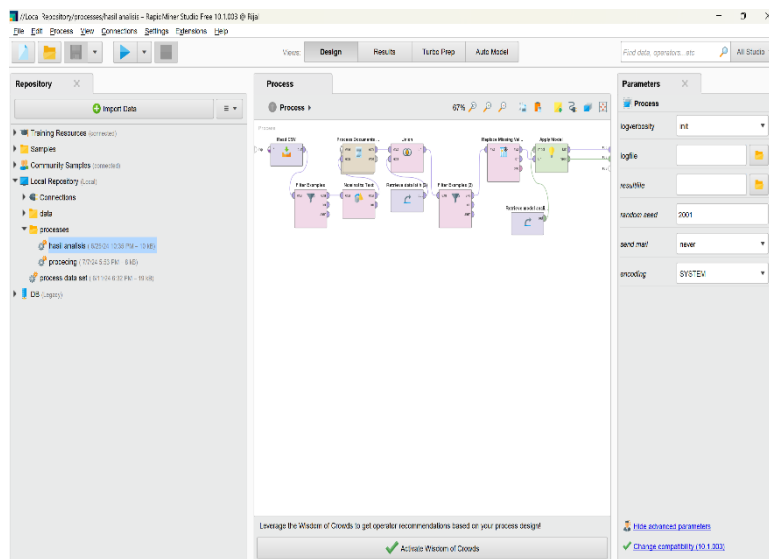 //Local Repository/processes/hasil analisis – RapidMiner Studio Free 10.1.003 @ Rijal
File Edit Process View Connections Settings Extensions Help
Views: Design Results Turbo Prep Auto Model
Find data, operators...etc
All Studio
Repository
Import Data
Training Resources (connected)
Samples
Community Samples (connected)
Local Repository (Local)
Connections
data
processes
hasil analisis
process data set
DB (Legacy)
Process
Process
67%
Process
Read CSV
Process Documents ...
Union
Replace Missing Val...
Apply Model
Filter Examples
Filter Examples (2)
Leverage the Wisdom of Crowds to get operator recommendations based on your process design!
Activate Wisdom of Crowds
Parameters
Process
logverbosity
init
logfile
resultfile
random seed
2001
send mail
never
encoding
SYSTEM
Hide advanced parameters
Change compatibility (10.1.003)